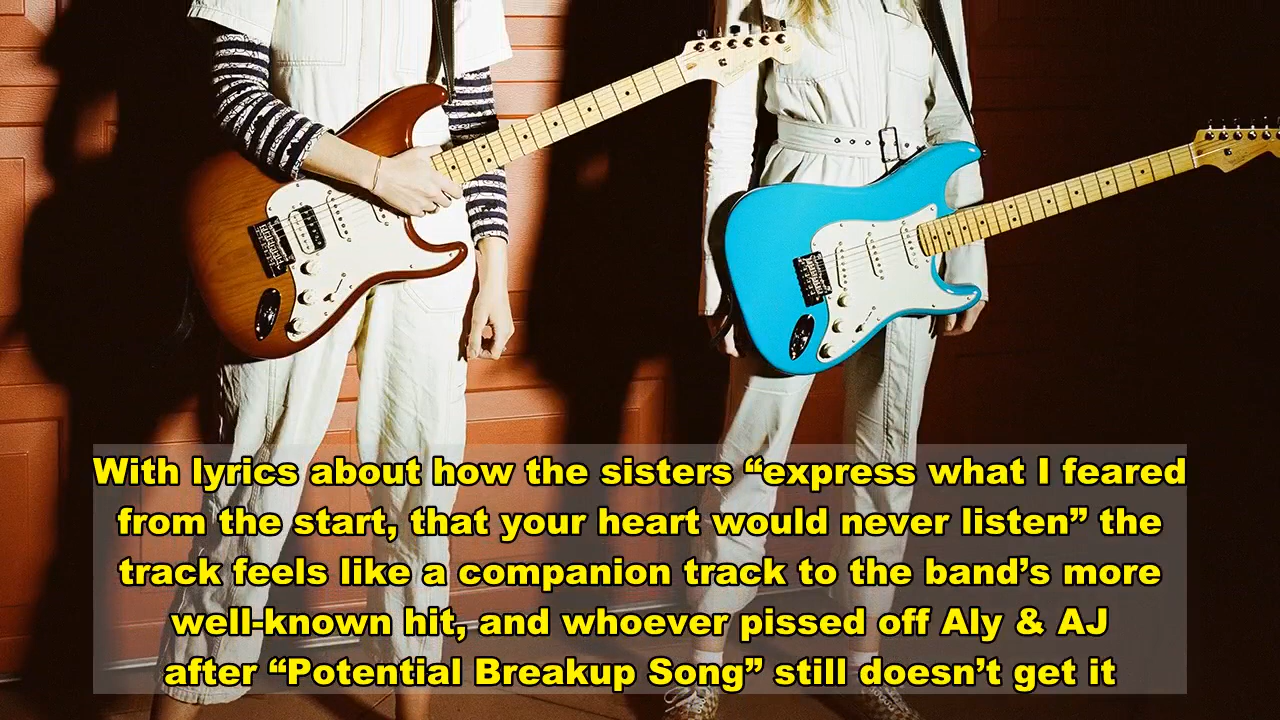 With lyrics about how the sisters “express what I feared
from the start, that your heart would never listen” the
track feels like a companion track to the band’s more
well-known hit, and whoever pissed off Aly & AJ
after “Potential Breakup Song” still doesn’t get it